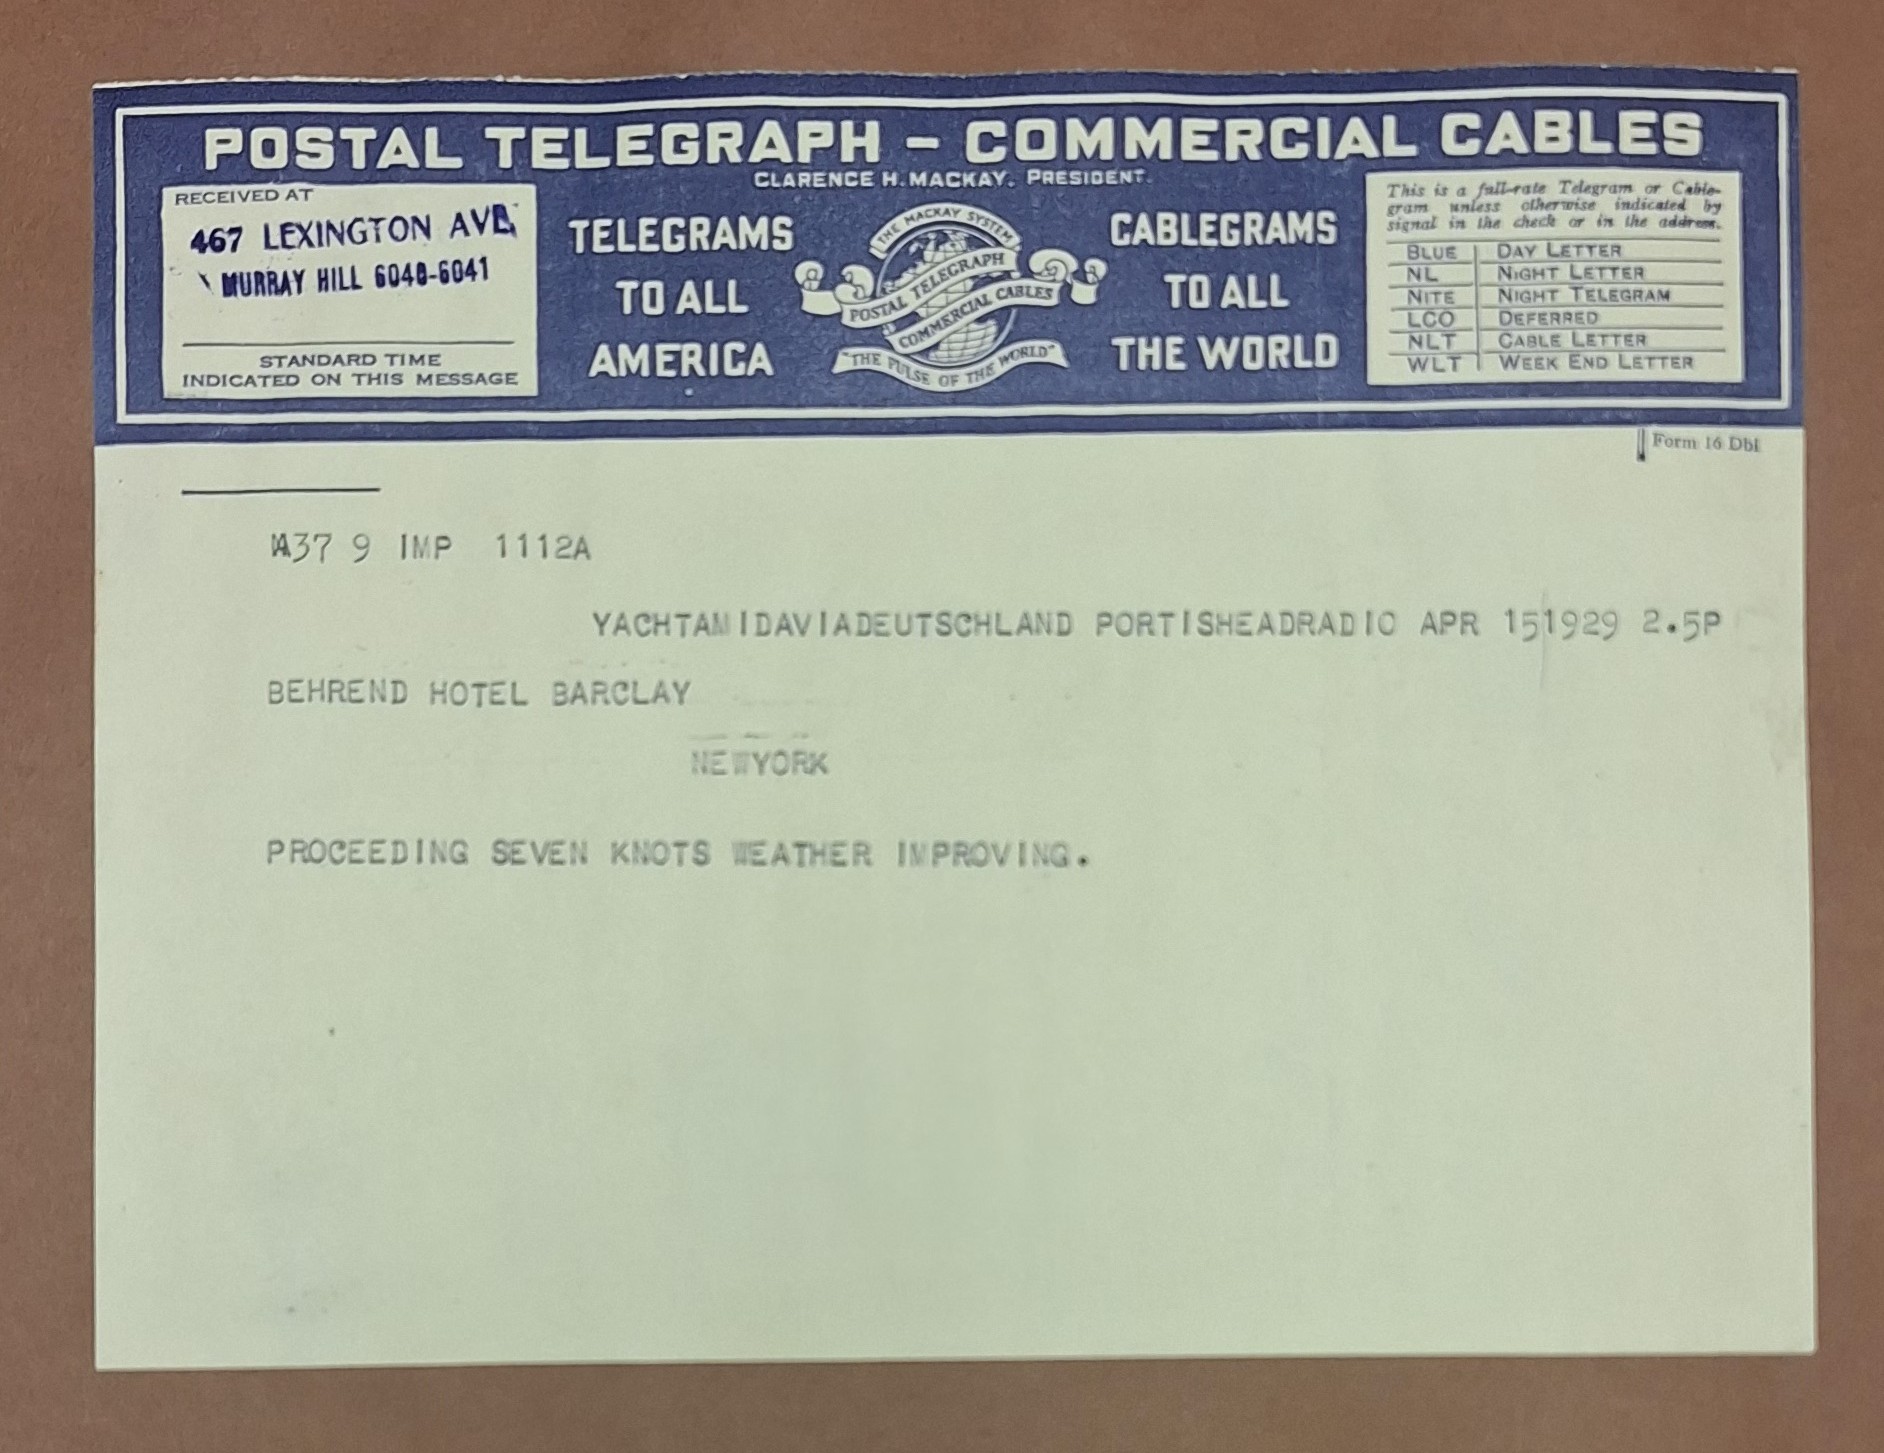 POSTAL TELEGRAPH - COMMERCIAL CABLES
CLARENCE H. MACKAY, PRESIDENT.
RECEIVED AT
467 LEXINGTON AVE.
MURRAY HILL 6040-6041
STANDARD TIME
INDICATED ON THIS MESSAGE
TELEGRAMS
TO ALL
AMERICA
THE MACKAY SYSTEM
POSTAL TELEGRAPH
COMMERCIAL CABLES
"THE PULSE OF THE WORLD"
CABLEGRAMS
TO ALL
THE WORLD
This is a full-rate Telegram or Cable-
gram unless otherwise indicated by
signal in the check or in the address.
BLUE DAY LETTER
NL NIGHT LETTER
NITE NIGHT TELEGRAM
LCO DEFERRED
NLT CABLE LETTER
WLT WEEK END LETTER
Form 16 Dbl
A37 9 IMP 1112A
YACHTAMIDAVIADEUTSCHLAND PORTISHEADRADIO APR 151929 2.5P
BEHREND HOTEL BARCLAY
NEWYORK
PROCEEDING SEVEN KNOTS WEATHER IMPROVING.